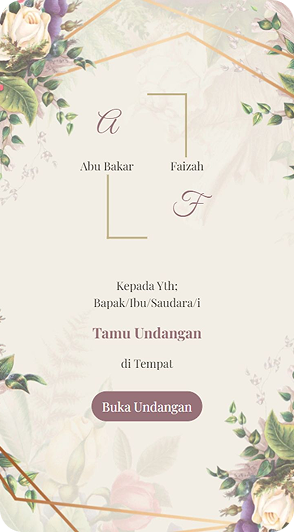 A
Abu Bakar
Faizah
F
Kepada Yth;
Bapak/Ibu/Saudara/i
Tamu Undangan
di Tempat
Buka Undangan